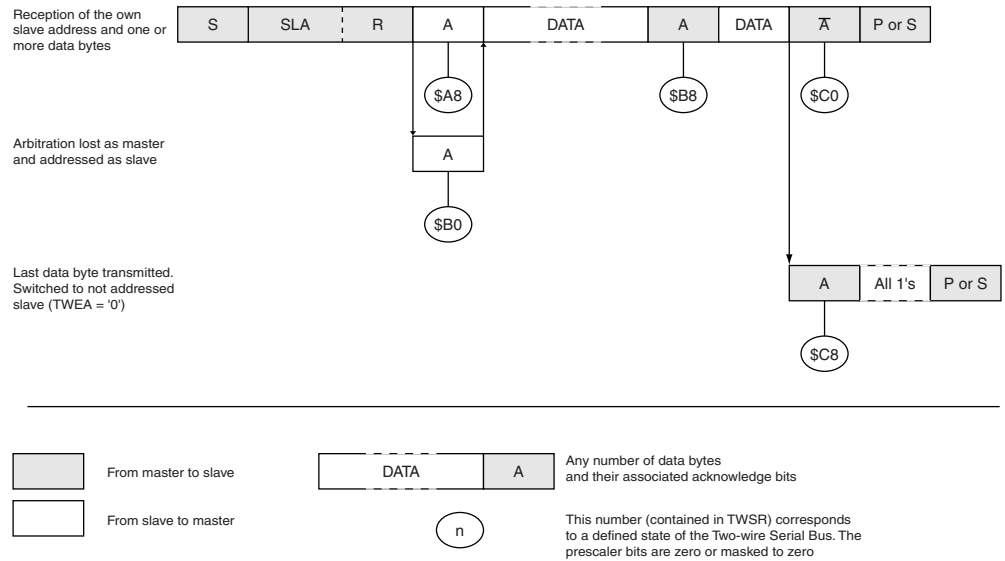 Reception of the own
slave address and one or
more data bytes
S SLA R A DATA A DATA A̅ P or S
$A8 $B8 $C0
Arbitration lost as master
and addressed as slave
A
$B0
Last data byte transmitted.
Switched to not addressed
slave (TWEA = '0')
A All 1's P or S
$C8
From master to slave
DATA A
Any number of data bytes
and their associated acknowledge bits
From slave to master
n
This number (contained in TWSR) corresponds
to a defined state of the Two-wire Serial Bus. The
prescaler bits are zero or masked to zero